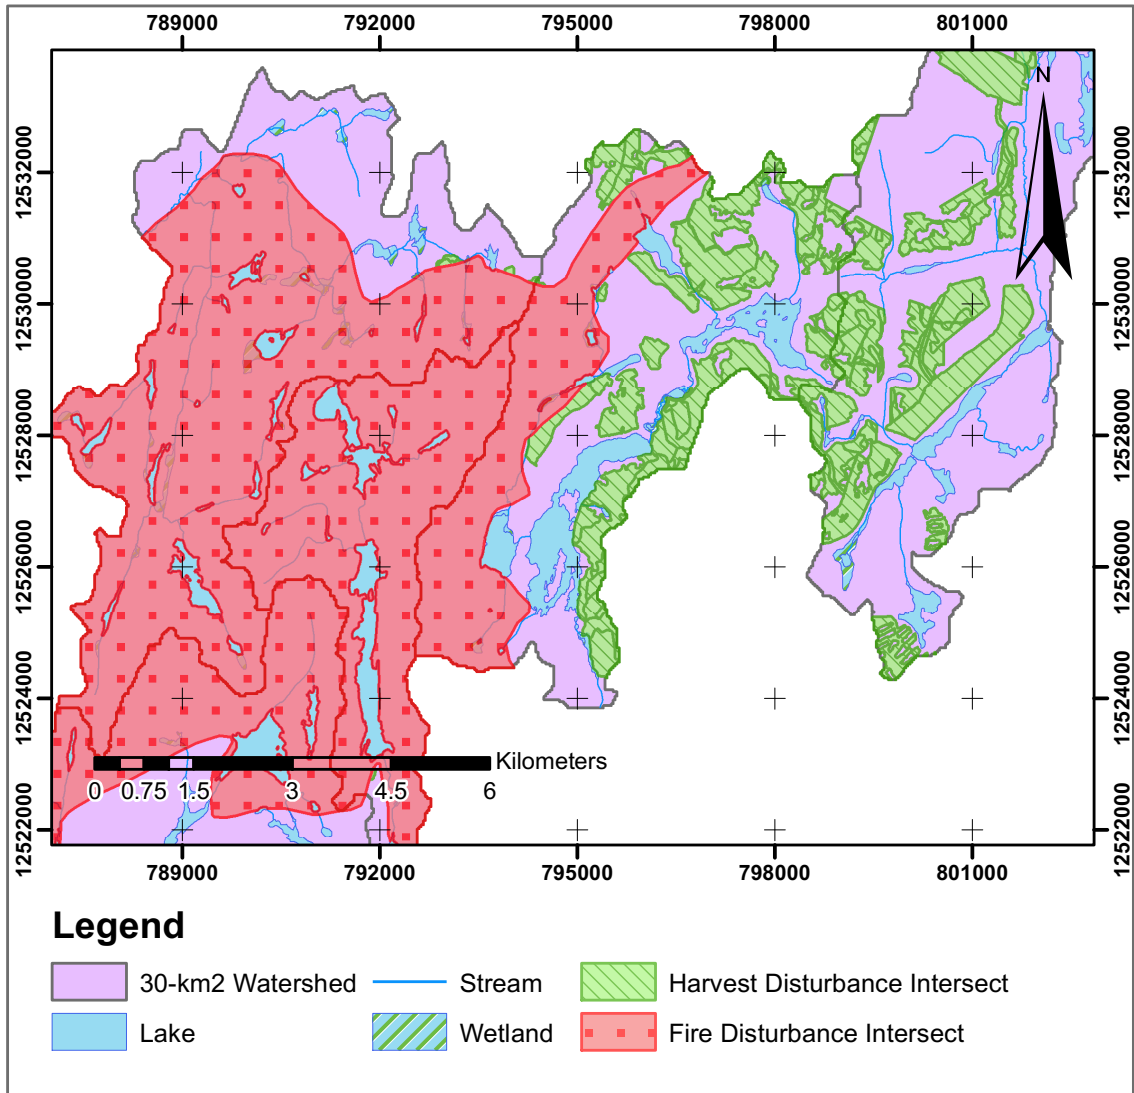 789000 792000 795000 798000 801000
N
12532000 12532000
12530000 12530000
12528000 12528000
12526000 12526000
12524000 12524000
12522000 12522000
Kilometers
0 0.75 1.5 3 4.5 6
789000 792000 795000 798000 801000
Legend
30-km2 Watershed Stream Harvest Disturbance Intersect
Lake Wetland Fire Disturbance Intersect